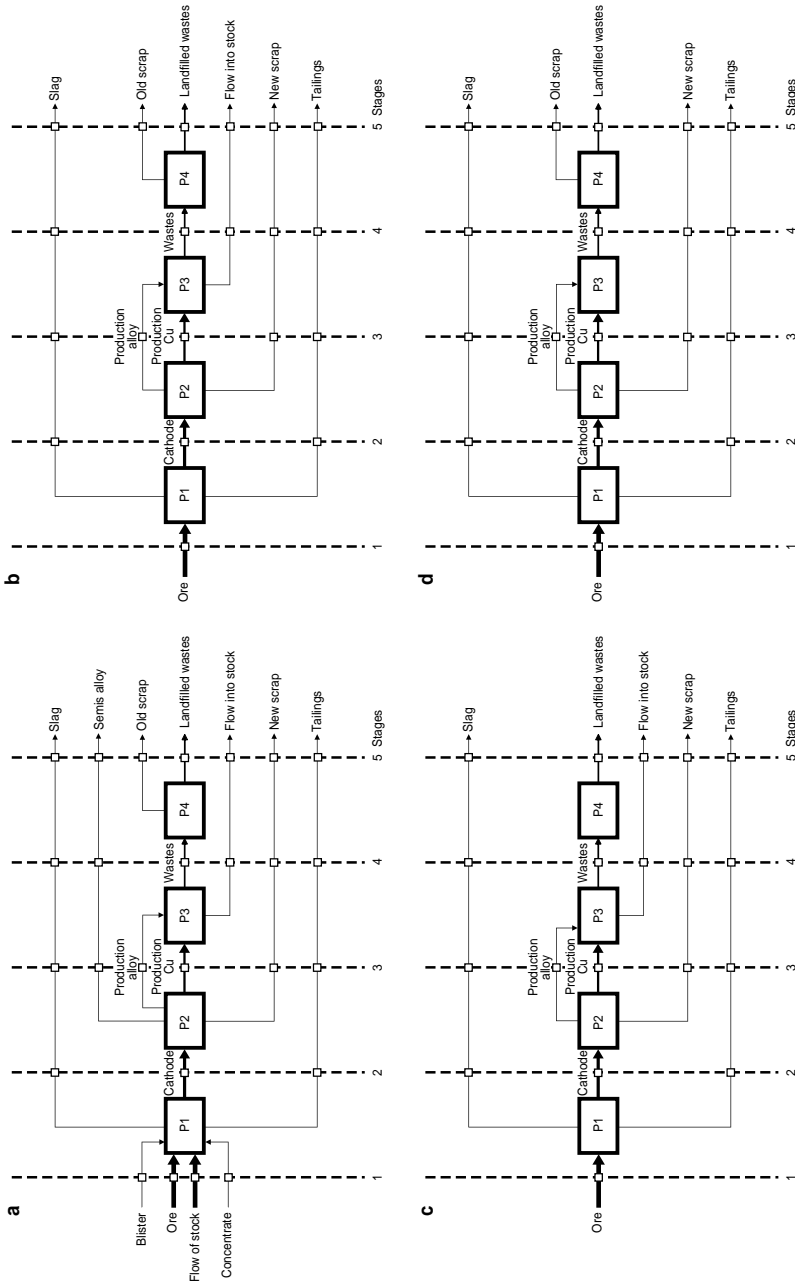 a
Slag
Semis alloy
Old scrap
Landfilled wastes
Flow into stock
New scrap
Tailings
Blister
Ore
Flow of stock
Concentrate
P1
Cathode
P2
Production
alloy
Production
Cu
P3
Wastes
P4
1
2
3
4
5
Stages
b
Slag
Old scrap
Landfilled wastes
Flow into stock
New scrap
Tailings
Ore
P1
Cathode
P2
Production
alloy
Production
Cu
P3
Wastes
P4
1
2
3
4
5
Stages
c
Slag
Landfilled wastes
Flow into stock
New scrap
Tailings
Ore
P1
Cathode
P2
Production
alloy
Production
Cu
P3
Wastes
P4
1
2
3
4
5
Stages
d
Slag
Old scrap
Landfilled wastes
New scrap
Tailings
Ore
P1
Cathode
P2
Production
alloy
Production
Cu
P3
Wastes
P4
1
2
3
4
5
Stages